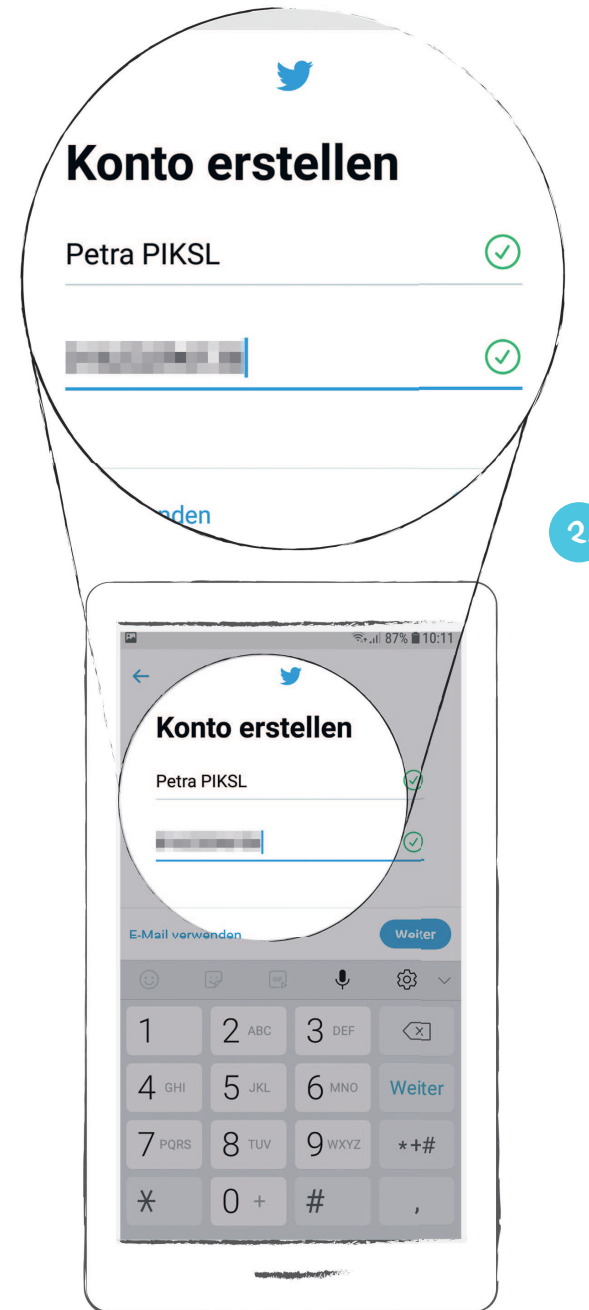 Konto erstellen
Petra PIKSL
nden
2
87% 10:11
Konto erstellen
Petra PIKSL
E-Mail verwenden
Weiter
1
2 ABC
3 DEF
4 GHI
5 JKL
6 MNO
Weiter
7 PQRS
8 TUV
9 WXYZ
*+#
*
0 +
#
,